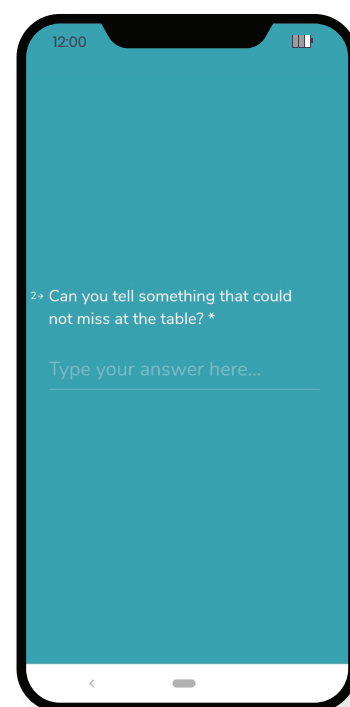 12:00
2→ Can you tell something that could
not miss at the table? *
Type your answer here...